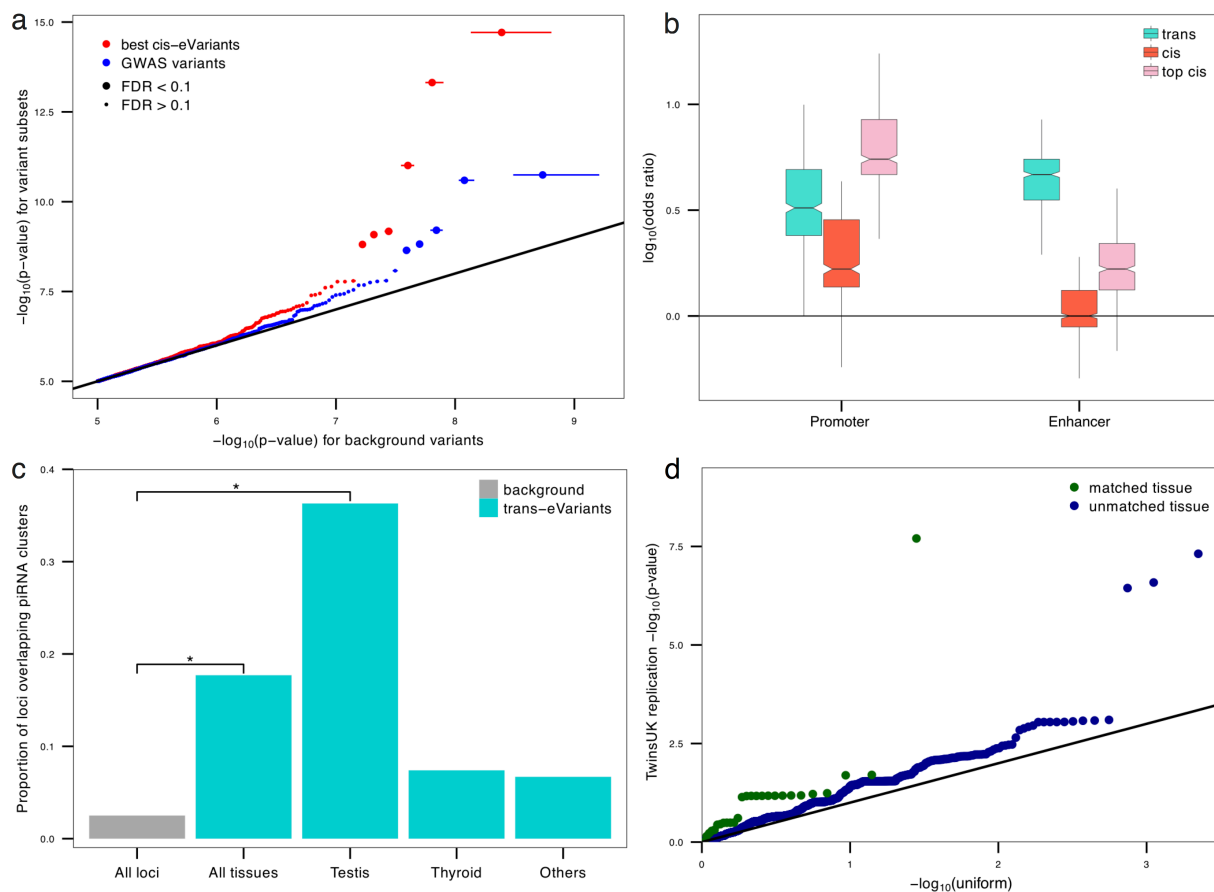 a
15.0
12.5
10.0
7.5
5.0
−log10(p−value) for variant subsets
best cis−eVariants
GWAS variants
FDR < 0.1
FDR > 0.1
5
6
7
8
9
−log10(p−value) for background variants
b
1.0
0.5
0.0
log10(odds ratio)
trans
cis
top cis
Promoter
Enhancer
c
0.4
0.3
0.2
0.1
0.0
Proportion of loci overlapping piRNA clusters
background
trans−eVariants
*
*
All loci
All tissues
Testis
Thyroid
Others
d
7.5
5.0
2.5
0.0
TwinsUK replication −log10(p−value)
matched tissue
unmatched tissue
0
1
2
3
−log10(uniform)